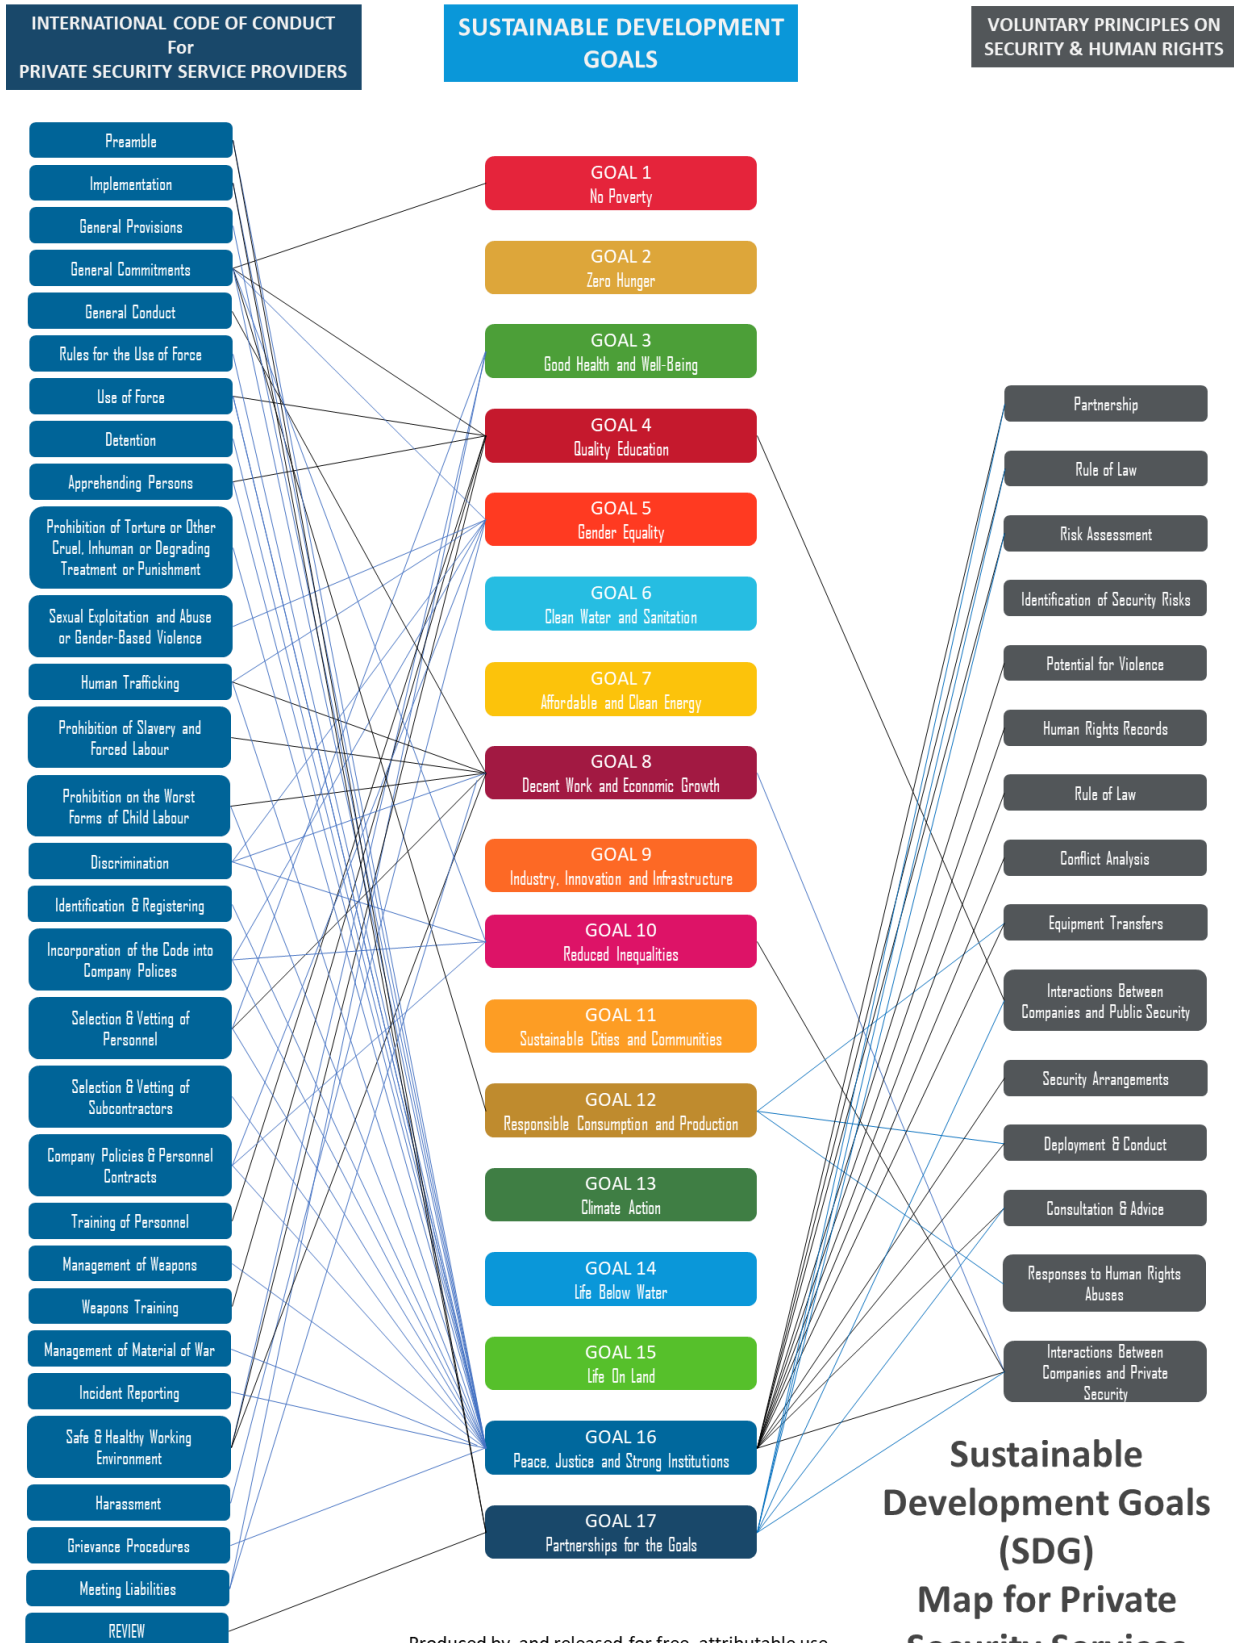 INTERNATIONAL CODE OF CONDUCT
For
PRIVATE SECURITY SERVICE PROVIDERS
SUSTAINABLE DEVELOPMENT
GOALS
VOLUNTARY PRINCIPLES ON
SECURITY & HUMAN RIGHTS
Preamble
Implementation
General Provisions
General Commitments
General Conduct
Rules for the Use of Force
Use of Force
Detention
Apprehending Persons
Prohibition of Torture or Other
Cruel, Inhuman or Degrading
Treatment or Punishment
Sexual Exploitation and Abuse
or Gender-Based Violence
Human Trafficking
Prohibition of Slavery and
Forced Labour
Prohibition on the Worst
Forms of Child Labour
Discrimination
Identification & Registering
Incorporation of the Code into
Company Polices
Selection & Vetting of
Personnel
Selection & Vetting of
Subcontractors
Company Policies & Personnel
Contracts
Training of Personnel
Management of Weapons
Weapons Training
Management of Material of War
Incident Reporting
Safe & Healthy Working
Environment
Harassment
Grievance Procedures
Meeting Liabilities
REVIEW
GOAL 1
No Poverty
GOAL 2
Zero Hunger
GOAL 3
Good Health and Well-Being
GOAL 4
Quality Education
GOAL 5
Gender Equality
GOAL 6
Clean Water and Sanitation
GOAL 7
Affordable and Clean Energy
GOAL 8
Decent Work and Economic Growth
GOAL 9
Industry, Innovation and Infrastructure
GOAL 10
Reduced Inequalities
GOAL 11
Sustainable Cities and Communities
GOAL 12
Responsible Consumption and Production
GOAL 13
Climate Action
GOAL 14
Life Below Water
GOAL 15
Life On Land
GOAL 16
Peace, Justice and Strong Institutions
GOAL 17
Partnerships for the Goals
Partnership
Rule of Law
Risk Assessment
Identification of Security Risks
Potential for Violence
Human Rights Records
Rule of Law
Conflict Analysis
Equipment Transfers
Interactions Between
Companies and Public Security
Security Arrangements
Deployment & Conduct
Consultation & Advice
Responses to Human Rights
Abuses
Interactions Between
Companies and Private
Security
Sustainable
Development Goals
(SDG)
Map for Private
Security Services
Produced by, and released for free, attributable use